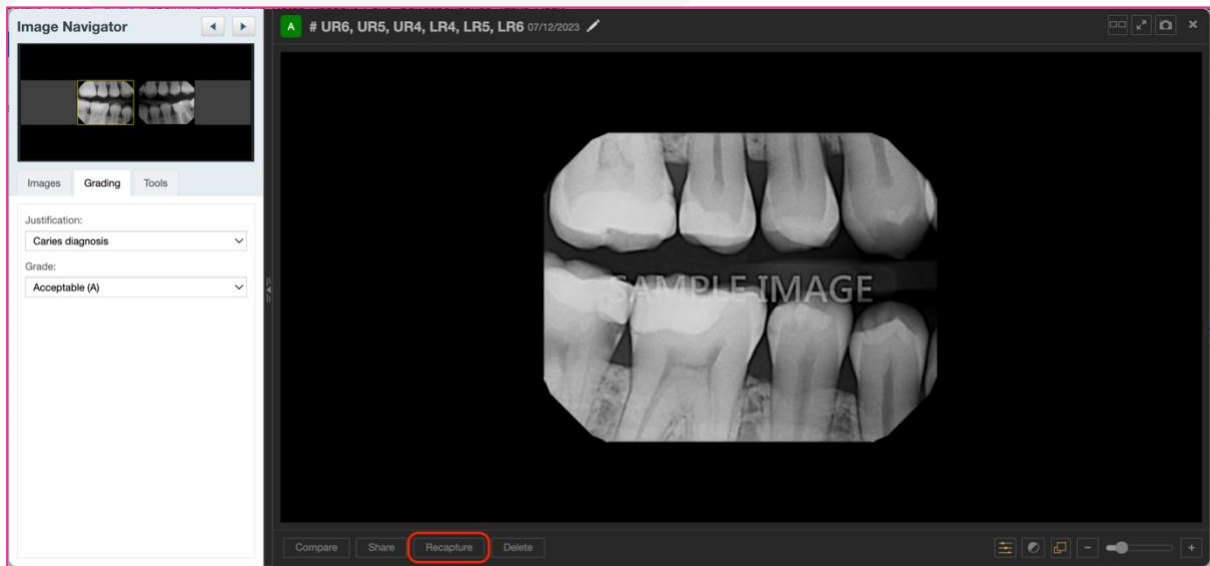 Image Navigator
A # UR6, UR5, UR4, LR4, LR5, LR6 07/12/2023
Images Grading Tools
Justification:
Caries diagnosis
Grade:
Acceptable (A)
SAMPLE IMAGE
Compare Share Recapture Delete